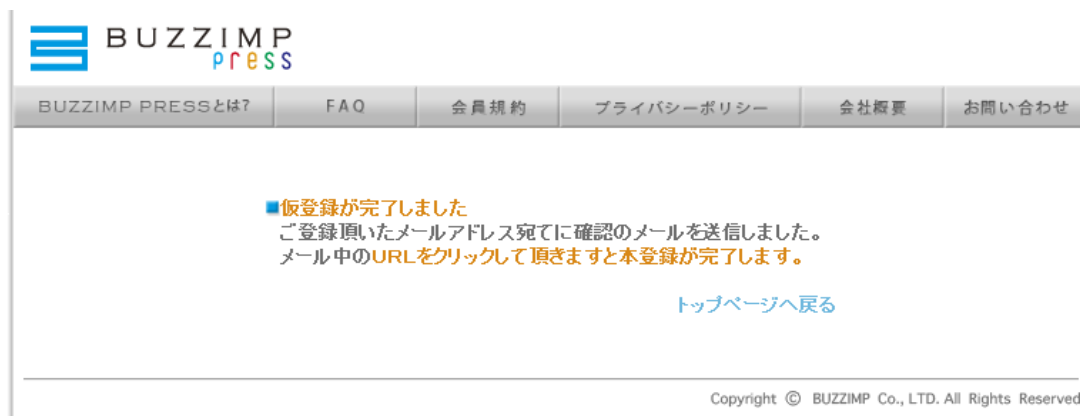 BUZZIMP
press
BUZZIMP PRESSとは?
FAQ
会員規約
プライバシーポリシー
会社概要
お問い合わせ
■仮登録が完了しました
ご登録頂いたメールアドレス宛てに確認のメールを送信しました。
メール中のURLをクリックして頂きますと本登録が完了します。
トップページへ戻る
Copyright © BUZZIMP Co., LTD. All Rights Reserved